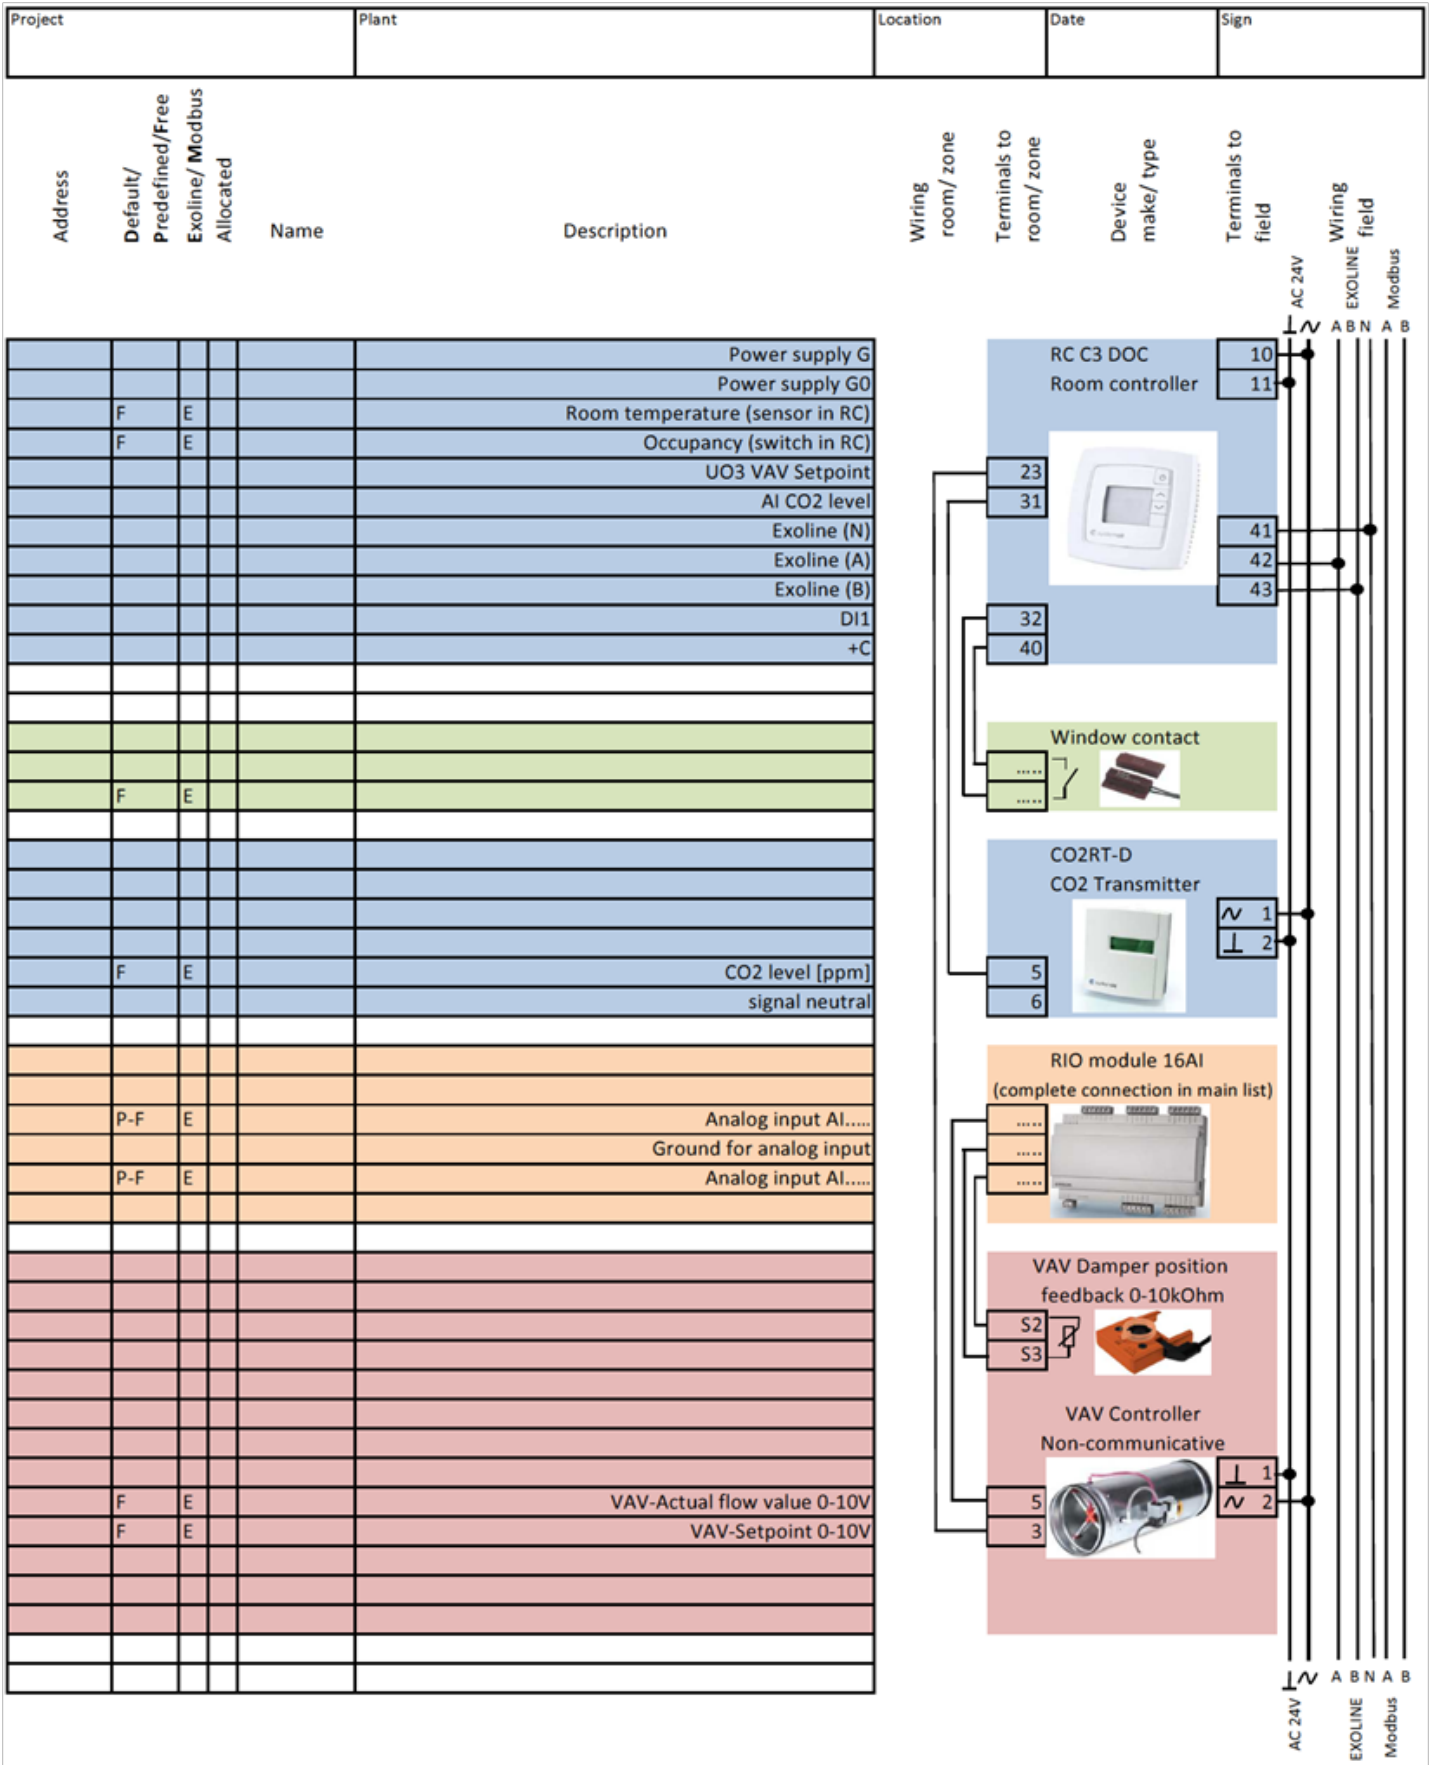 Project Plant Location Date Sign
Address
Default/
Predefined/Free
Exoline/ Modbus
Allocated
Name
Description
Wiring
room/ zone
Terminals to
room/ zone
Device
make/ type
Terminals to
field
Wiring
field
AC 24V
EXOLINE
Modbus
A B N A B
Power supply G RC C3 DOC 10
Power supply G0 Room controller 11
F E Room temperature (sensor in RC)
F E Occupancy (switch in RC)
UO3 VAV Setpoint 23
AI CO2 level 31
Exoline (N) 41
Exoline (A) 42
Exoline (B) 43
DI1 32
+C 40
Window contact
.....
F E .....
CO2RT-D
CO2 Transmitter
1
2
F E CO2 level [ppm] 5
signal neutral 6
RIO module 16AI
(complete connection in main list)
P-F E Analog input AI..... .....
Ground for analog input .....
P-F E Analog input AI..... .....
VAV Damper position
feedback 0-10kOhm
S2
S3
VAV Controller
Non-communicative
1
F E VAV-Actual flow value 0-10V 5 2
F E VAV-Setpoint 0-10V 3
A B N A B
AC 24V
EXOLINE
Modbus